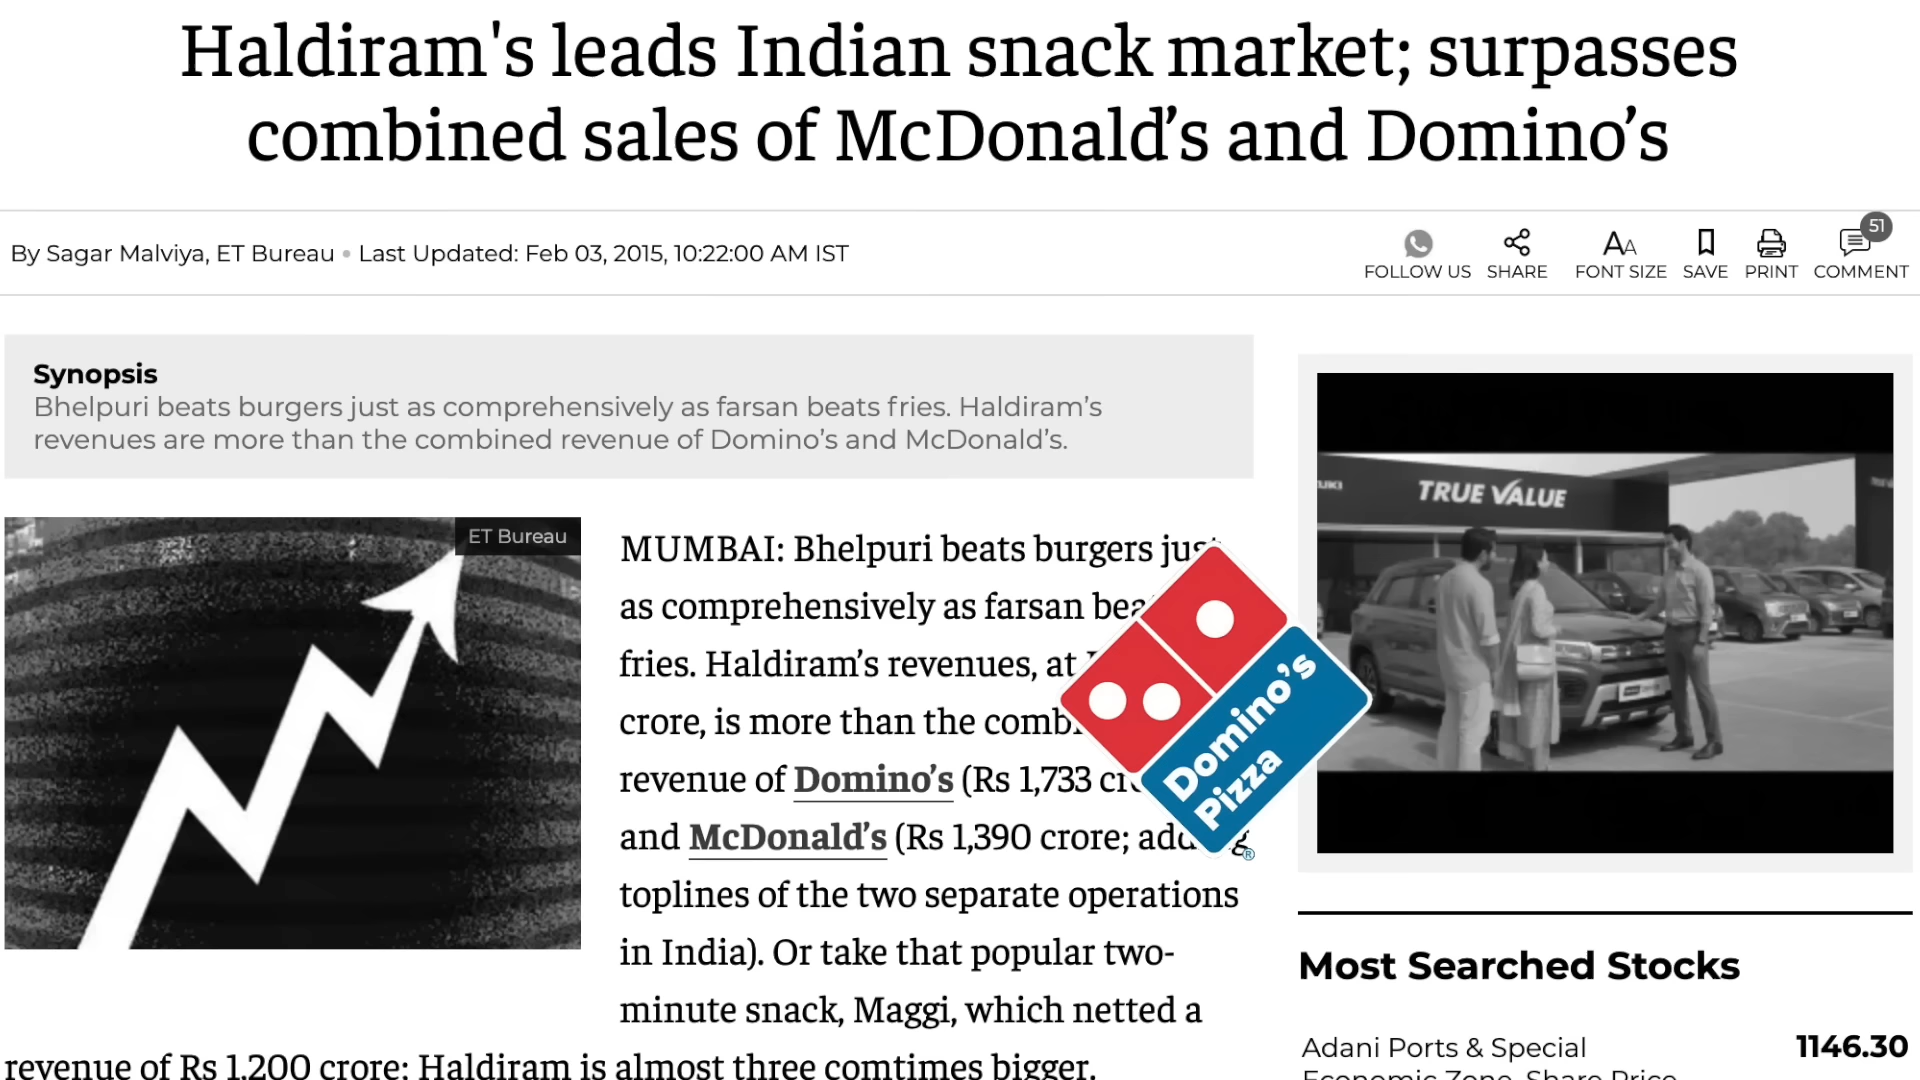 Haldiram's leads Indian snack market; surpasses
combined sales of McDonald’s and Domino’s
By Sagar Malviya, ET Bureau • Last Updated: Feb 03, 2015, 10:22:00 AM IST
FOLLOW US
SHARE
FONT SIZE
SAVE
PRINT
51
COMMENT
Synopsis
Bhelpuri beats burgers just as comprehensively as farsan beats fries. Haldiram’s
revenues are more than the combined revenue of Domino’s and McDonald’s.
ET Bureau
MUMBAI: Bhelpuri beats burgers just
as comprehensively as farsan
fries. Haldiram’s revenues, at
crore, is more than the
revenue of Domino’s (Rs 1,733
and McDonald’s (Rs 1,390 crore;
toplines of the two separate operations
in India). Or take that popular two-
minute snack, Maggi, which netted a
revenue of Rs 1,200 crore: Haldiram is almost three comtimes bigger.
Domino’s
Pizza
®
TRUE VALUE
Most Searched Stocks
Adani Ports & Special
1146.30
Economic Zone, Share Price